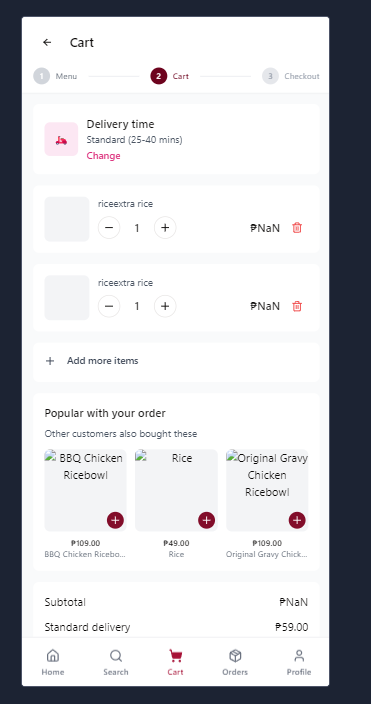 Cart
1 Menu 2 Cart 3 Checkout
Delivery time
Standard (25-40 mins)
Change
riceextra rice
1 ₱NaN
riceextra rice
1 ₱NaN
Add more items
Popular with your order
Other customers also bought these
BBQ Chicken
Ricebowl
Rice
Original Gravy
Chicken
Ricebowl
₱109.00 ₱49.00 ₱109.00
BBQ Chicken Ricebo... Rice Original Gravy Chick...
Subtotal ₱NaN
Standard delivery ₱59.00
Home Search Cart Orders Profile